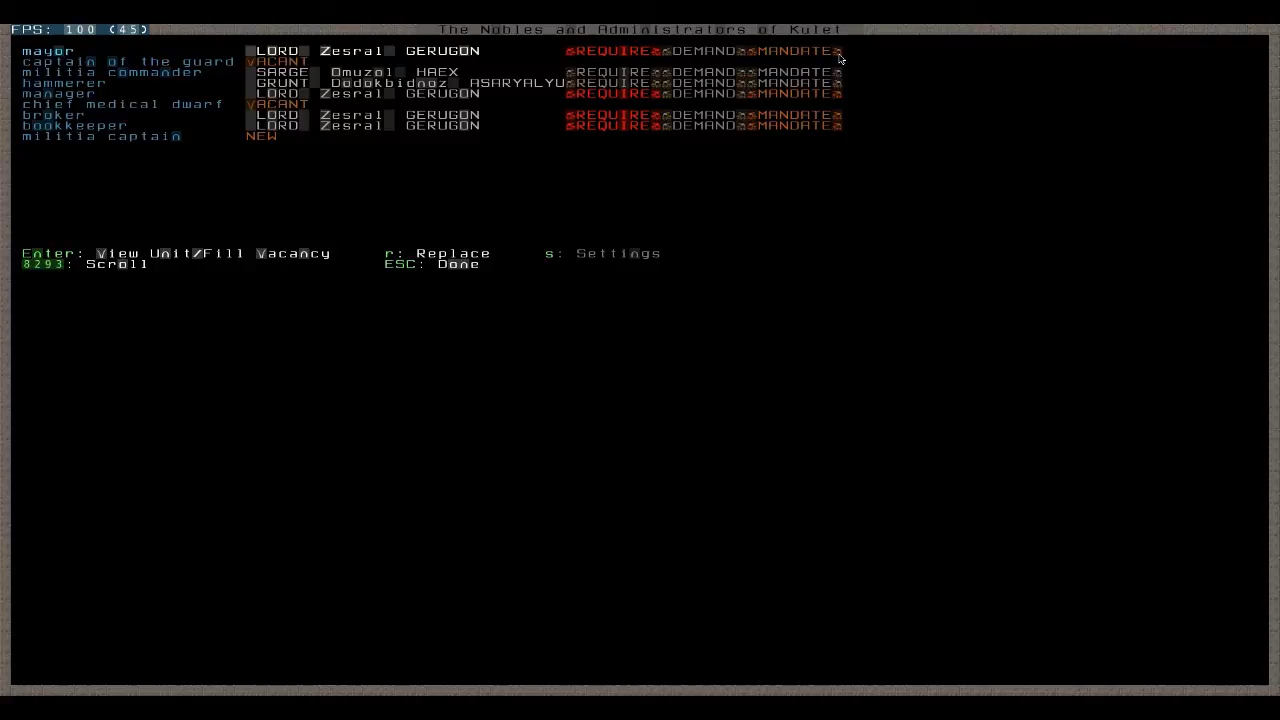 FPS: 100 (45) The Nobles and Administrators of Kulet
mayor LORD Zesral GERUGON REQUIRE DEMAND MANDATE
captain of the guard VACANT
militia commander SARGE Omuzol HAEX REQUIRE DEMAND MANDATE
hammerer GRUNT Dodokbidnoz ASARYALYU REQUIRE DEMAND MANDATE
manager LORD Zesral GERUGON REQUIRE DEMAND MANDATE
chief medical dwarf VACANT
broker LORD Zesral GERUGON REQUIRE DEMAND MANDATE
bookkeeper LORD Zesral GERUGON REQUIRE DEMAND MANDATE
militia captain NEW
Enter: View Unit/Fill Vacancy r: Replace s: Settings
8293: Scroll ESC: Done